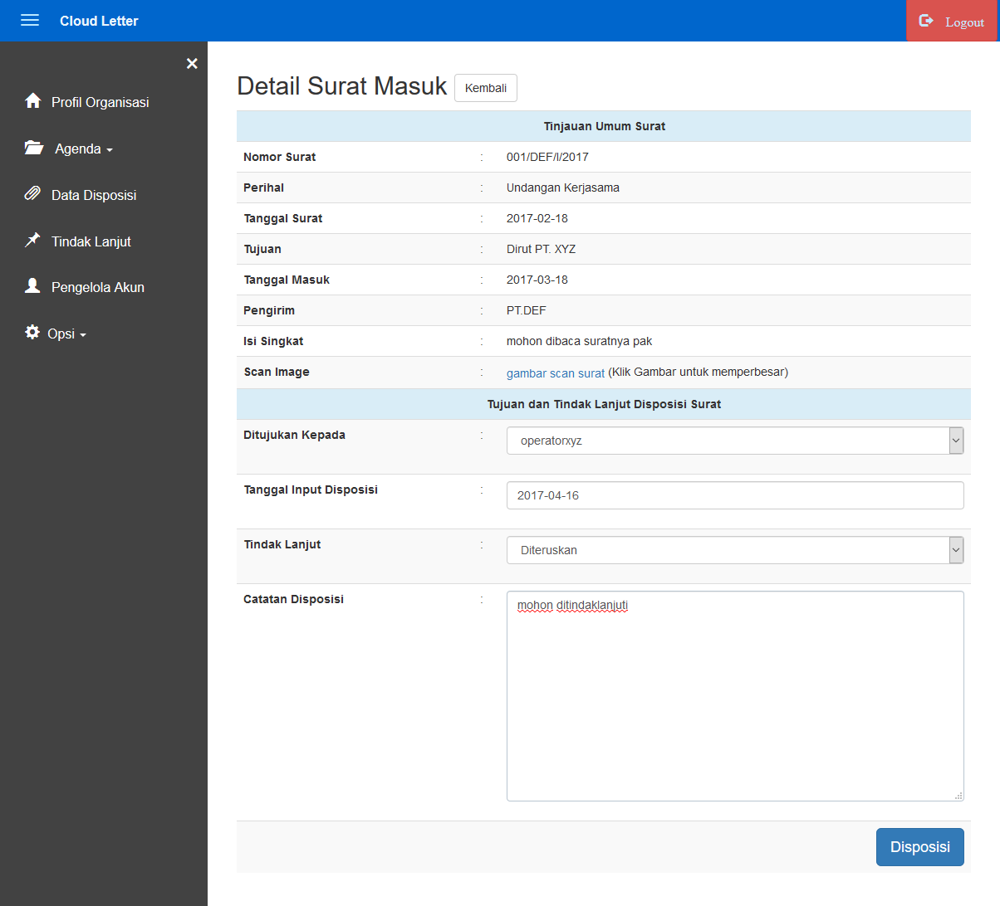 Cloud Letter
Logout
Profil Organisasi
Agenda
Data Disposisi
Tindak Lanjut
Pengelola Akun
Opsi
Detail Surat Masuk Kembali
Tinjauan Umum Surat
Nomor Surat : 001/DEF/I/2017
Perihal : Undangan Kerjasama
Tanggal Surat : 2017-02-18
Tujuan : Dirut PT. XYZ
Tanggal Masuk : 2017-03-18
Pengirim : PT.DEF
Isi Singkat : mohon dibaca suratnya pak
Scan Image : gambar scan surat (Klik Gambar untuk memperbesar)
Tujuan dan Tindak Lanjut Disposisi Surat
Ditujukan Kepada : operatorxyz
Tanggal Input Disposisi : 2017-04-16
Tindak Lanjut : Diteruskan
Catatan Disposisi : mohon ditindaklanjuti
Disposisi